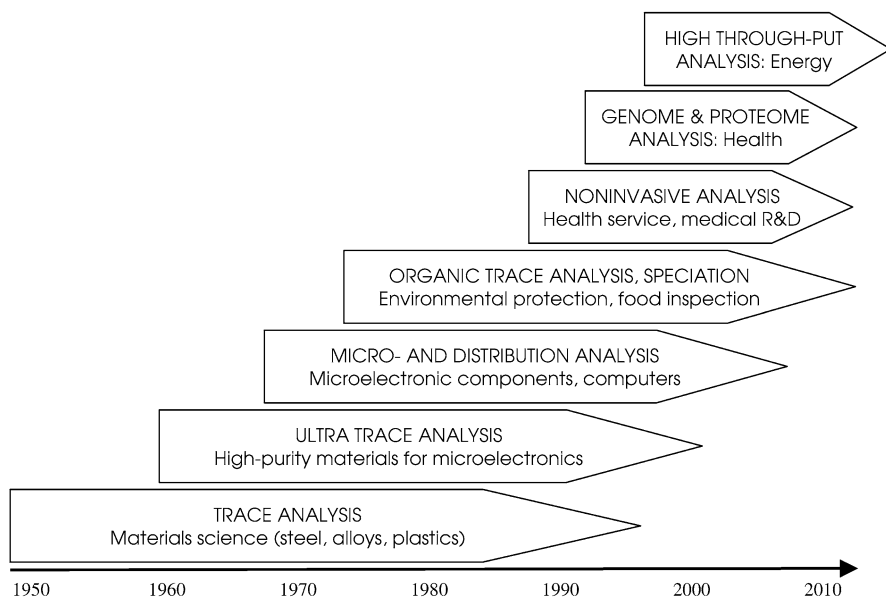 HIGH THROUGH-PUT
ANALYSIS: Energy
GENOME & PROTEOME
ANALYSIS: Health
NONINVASIVE ANALYSIS
Health service, medical R&D
ORGANIC TRACE ANALYSIS, SPECIATION
Environmental protection, food inspection
MICRO- AND DISTRIBUTION ANALYSIS
Microelectronic components, computers
ULTRA TRACE ANALYSIS
High-purity materials for microelectronics
TRACE ANALYSIS
Materials science (steel, alloys, plastics)
1950 1960 1970 1980 1990 2000 2010